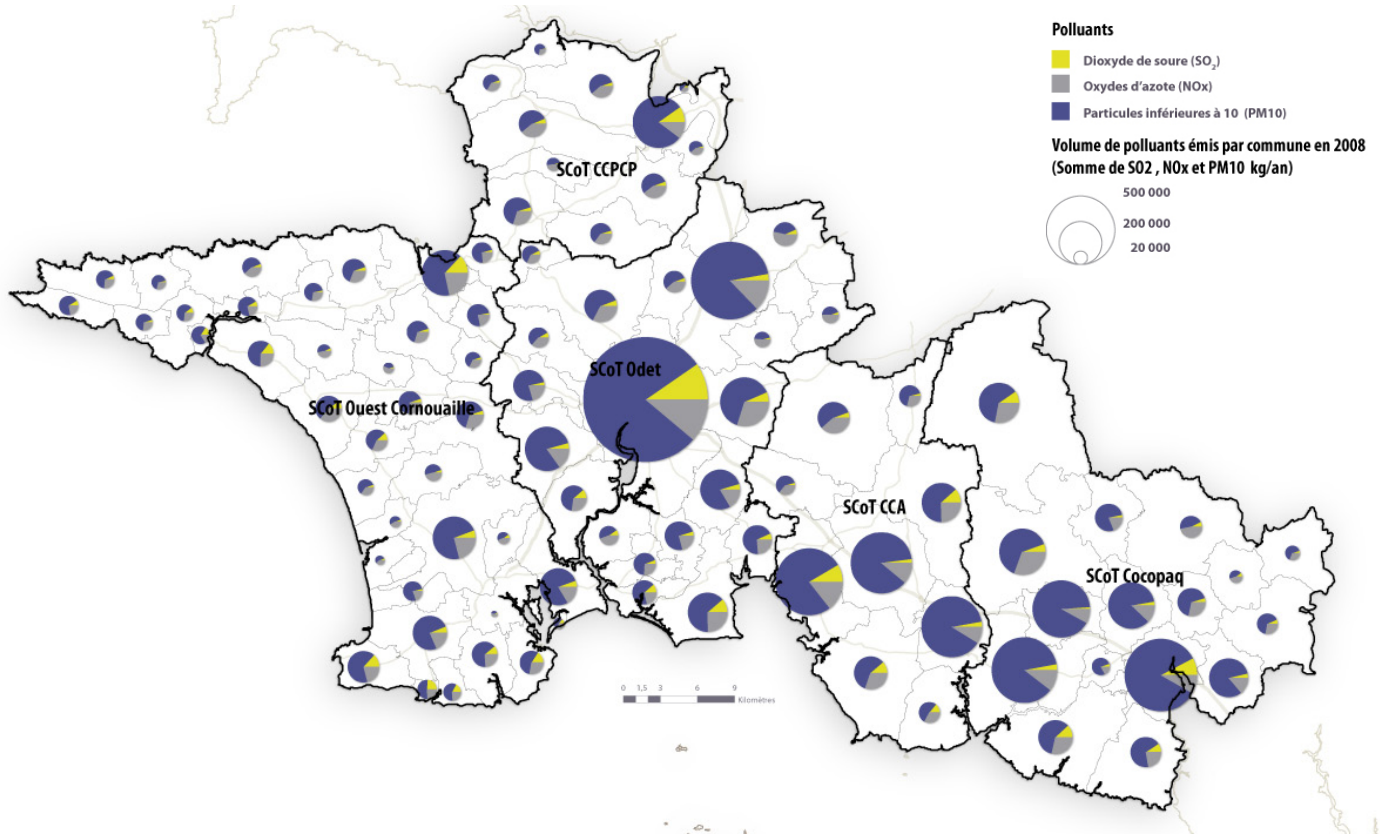 Polluants
Dioxyde de soure (SO₂)
Oxydes d'azote (NOx)
Particules inférieures à 10 (PM10)
Volume de polluants émis par commune en 2008
(Somme de SO2 , NOx et PM10 kg/an)
500 000
200 000
20 000
SCoT CCPCP
SCoT Odet
SCoT Ouest Cornouaille
SCoT CCA
SCoT Cocopaq
0 1,5 3 6 9
Kilomètres